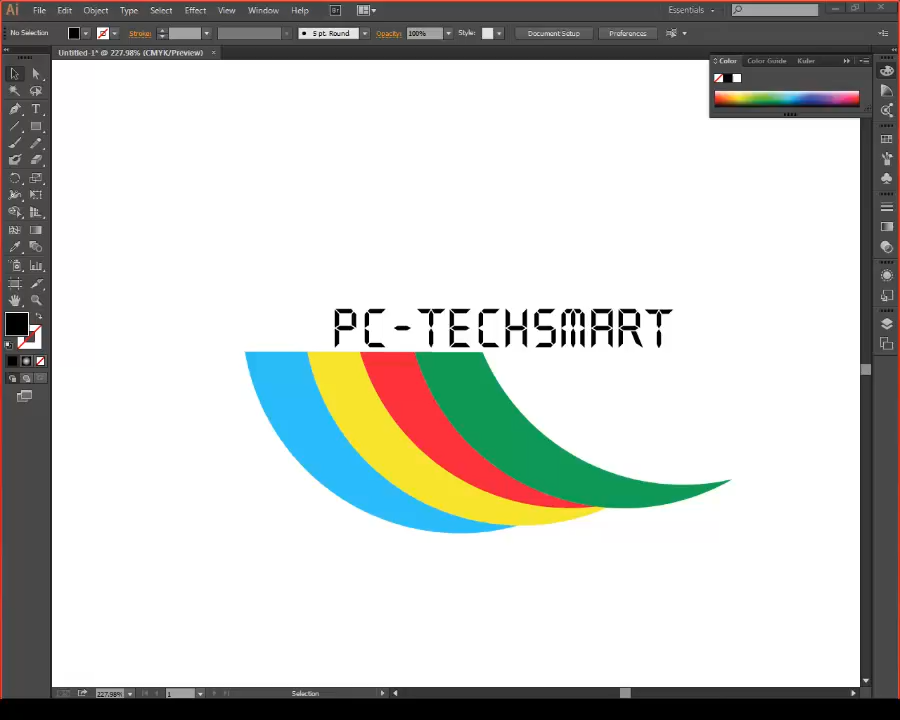 Ai File Edit Object Type Select Effect View Window Help Br Essentials
No Selection Stroke: 5 pt. Round Opacity: 100% Style: Document Setup Preferences
Untitled-1* @ 227.98% (CMYK/Preview) ×
Color Color Guide Kuler
T
PC-TECHSMART
227.98% 1 Selection